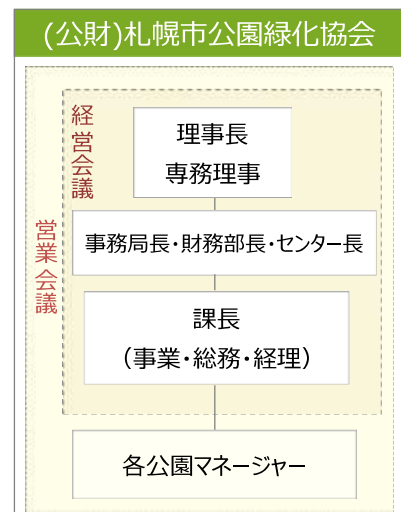 (公財)札幌市公園緑化協会
経営会議
理事長
専務理事
営業会議
事務局長・財務部長・センター長
課長
（事業・総務・経理）
各公園マネージャー